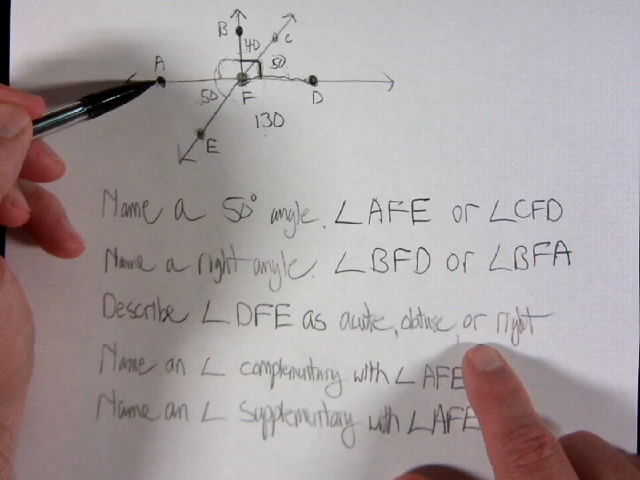 B
C
40
50
A
50
F
D
130
E
Name a 50° angle. ∠AFE or ∠CFD
Name a right angle. ∠BFD or ∠BFA
Describe ∠DFE as acute, obtuse, or right
Name an ∠ complementary with ∠AFE
Name an ∠ supplementary with ∠AFE